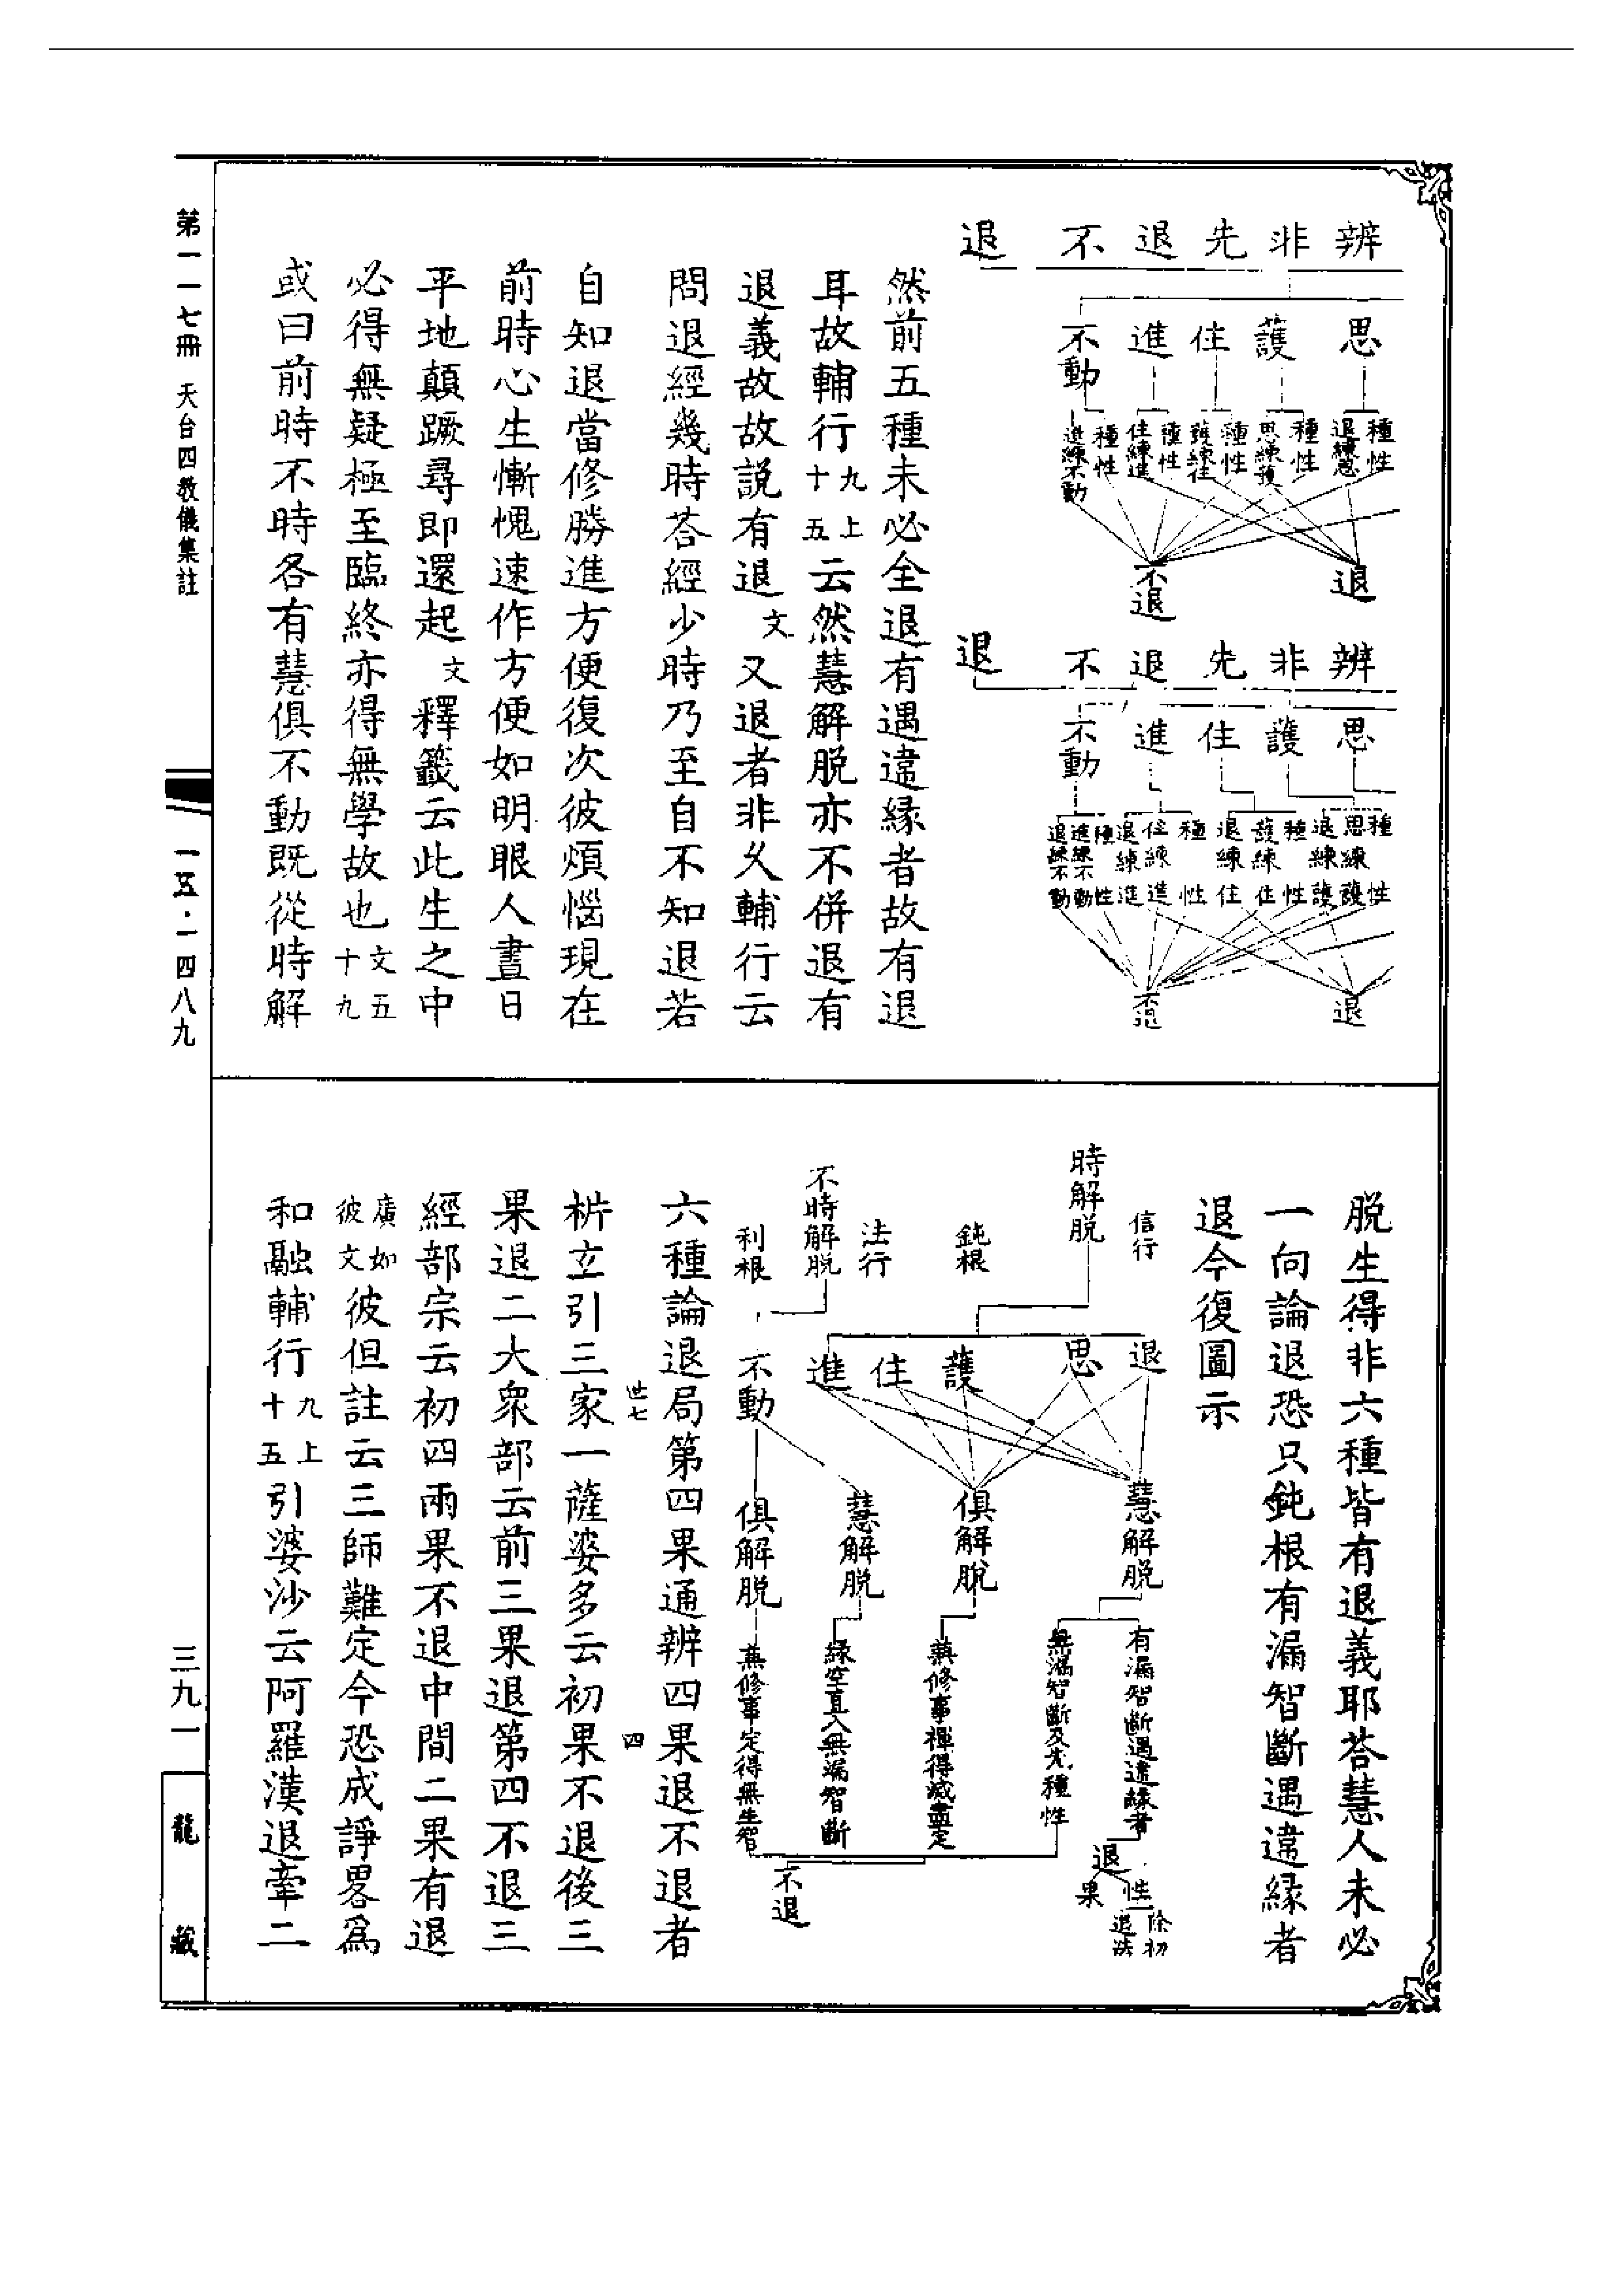 辨非先退不
退
思
護
住
進
不動
種性
退練思
種性
思練護
種性
護練住
種性
住練進
種性
進練不動
退
不退
辨非先退不
退
思
護
住
進
不動
種性
思練護
退練護
種性
護練住
退練住
種性
住練進
退練進
種性
進練不動
退練不動
退
不退
然前五種未必全退有遇違緣者故有退
耳故輔行九上十五云然慧解脫亦不併退有
退義故故說有退文又退者非久輔行云
問退經幾時荅經少時乃至自不知退若
自知退當修勝進方便復次彼煩惱現在
前時心生慚愧速作方便如明眼人晝日
平地顛蹶尋即還起文釋籤云此生之中
必得無疑極至臨終亦得無學故也文五十九
或曰前時不時各有慧俱不動既從時解
脫生得非六種皆有退義耶荅慧人未必
一向論退恐只鈍根有漏智斷遇違緣者
退今復圖示
信行
時解脫
鈍根
法行
不時解脫
利根
退
思
護
住
進
不動
慧解脫
俱解脫
慧解脫
俱解脫
有漏智斷遇違緣者
無漏智斷及先種性
兼修事禪得滅盡定
緣空直入無漏智斷
兼修事定得無生智
退
性
除初退法
果
不退
六種論退局第四果通辨四果退不退者
世七
四
枿玄引三家一薩婆多云初果不退後三
果退二大衆部云前三果退第四不退三
經部宗云初四兩果不退中間二果有退
廣如彼文彼但註云三師難定今恐成諍畧爲
和融輔行九上十五引婆沙云阿羅漢退牽二
第一一七冊 天台四教儀集註
一五·一四八九
三九一
龍藏